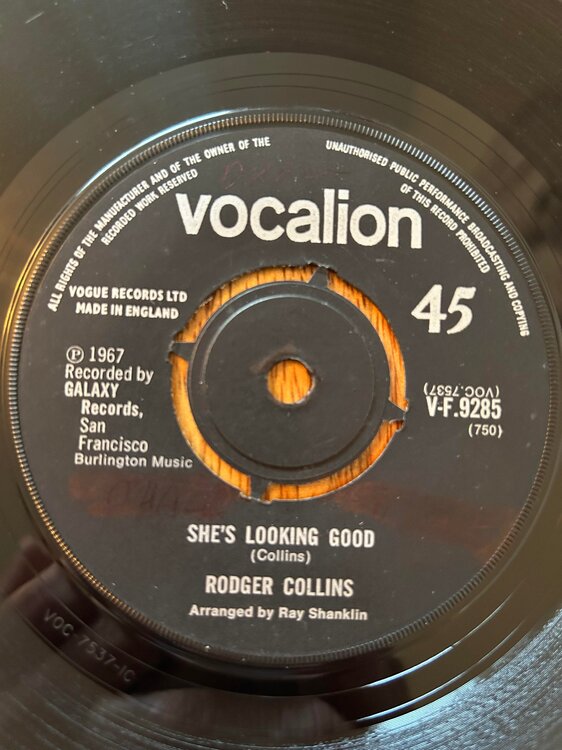 ALL RIGHTS OF THE MANUFACTURER AND OF THE OWNER OF THE
RECORDED WORK RESERVED
UNAUTHORISED PUBLIC PERFORMANCE BROADCASTING AND COPYING
OF THIS RECORD PROHIBITED
vocalion
VOGUE RECORDS LTD
MADE IN ENGLAND
45
℗ 1967
Recorded by
GALAXY
Records,
San
Francisco
Burlington Music
(VOC.7537)
V-F.9285
(750)
SHE'S LOOKING GOOD
(Collins)
RODGER COLLINS
Arranged by Ray Shanklin
VOC 7537-1C